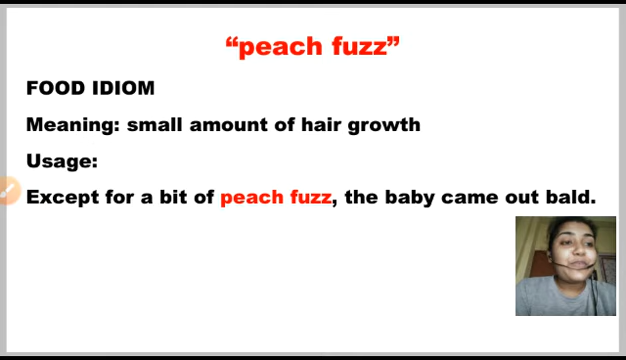 “peach fuzz”
FOOD IDIOM
Meaning: small amount of hair growth
Usage:
Except for a bit of peach fuzz, the baby came out bald.